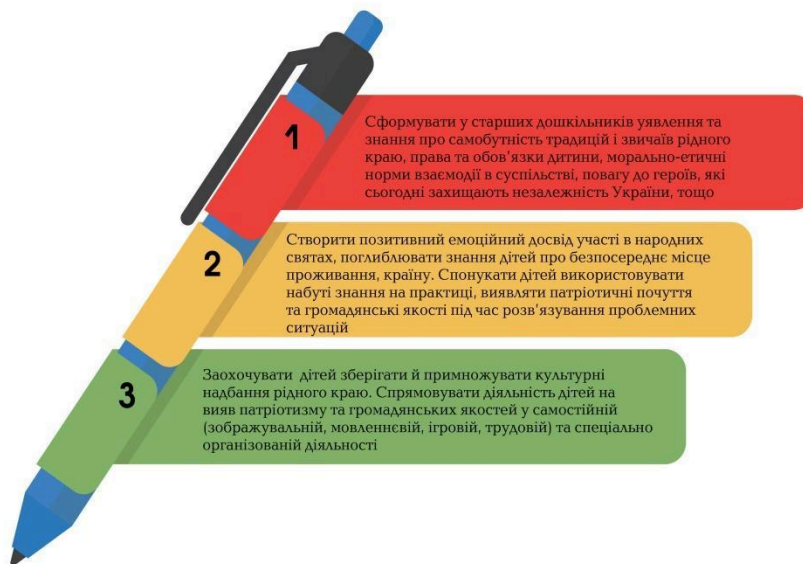 1
Сформувати у старших дошкільників уявлення та
знання про самобутність традицій і звичаїв рідного
краю, права та обов'язки дитини, морально-етичні
норми взаємодії в суспільстві, повагу до героїв, які
сьогодні захищають незалежність України, тощо
2
Створити позитивний емоційний досвід участі в народних
святах, поглиблювати знання дітей про безпосереднє місце
проживання, країну. Спонукати дітей використовувати
набуті знання на практиці, виявляти патріотичні почуття
та громадянські якості під час розв'язування проблемних
ситуацій
3
Заохочувати дітей зберігати й примножувати культурні
надбання рідного краю. Спрямовувати діяльність дітей на
вияв патріотизму та громадянських якостей у самостійній
(зображувальній, мовленнєвій, ігровій, трудовій) та спеціально
організованій діяльності